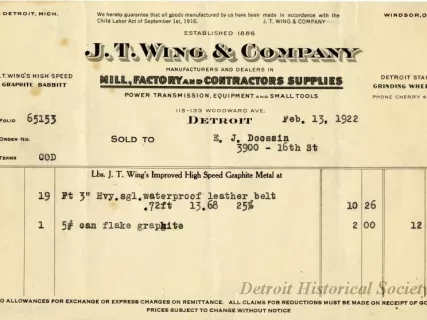 DETROIT, MICH.
We hereby guarantee that all goods manufactured by us have been made in accordance with the
Child Labor Act of September 1st, 1916. J. T. WING & COMPANY
WINDSOR, O
ESTABLISHED 1886
J. T. WING & COMPANY
MANUFACTURERS AND DEALERS IN
MILL, FACTORY AND CONTRACTORS SUPPLIES
POWER TRANSMISSION, EQUIPMENT AND SMALL TOOLS
J.T. WING'S HIGH SPEED
GRAPHITE BABBITT
DETROIT STAR
GRINDING WHEE
PHONE CHERRY 4
115-133 WOODWARD AVE.
DETROIT
FOLIO 65153
Feb. 13, 1922
ORDER NO.
SOLD TO E. J. Doossin
3900 - 16th St
TERMS COD
Lbs. J. T. Wing's Improved High Speed Graphite Metal at
19 Ft 3" Hvy.sgl.waterproof leather belt
.72ft 13.68 25% 10 26
1 5# can flake graphite 2 00 12
Detroit Historical Society
NO ALLOWANCES FOR EXCHANGE OR EXPRESS CHARGES ON REMITTANCE. ALL CLAIMS FOR REDUCTIONS MUST BE MADE ON RECEIPT OF GO
PRICES SUBJECT TO CHANGE WITHOUT NOTICE